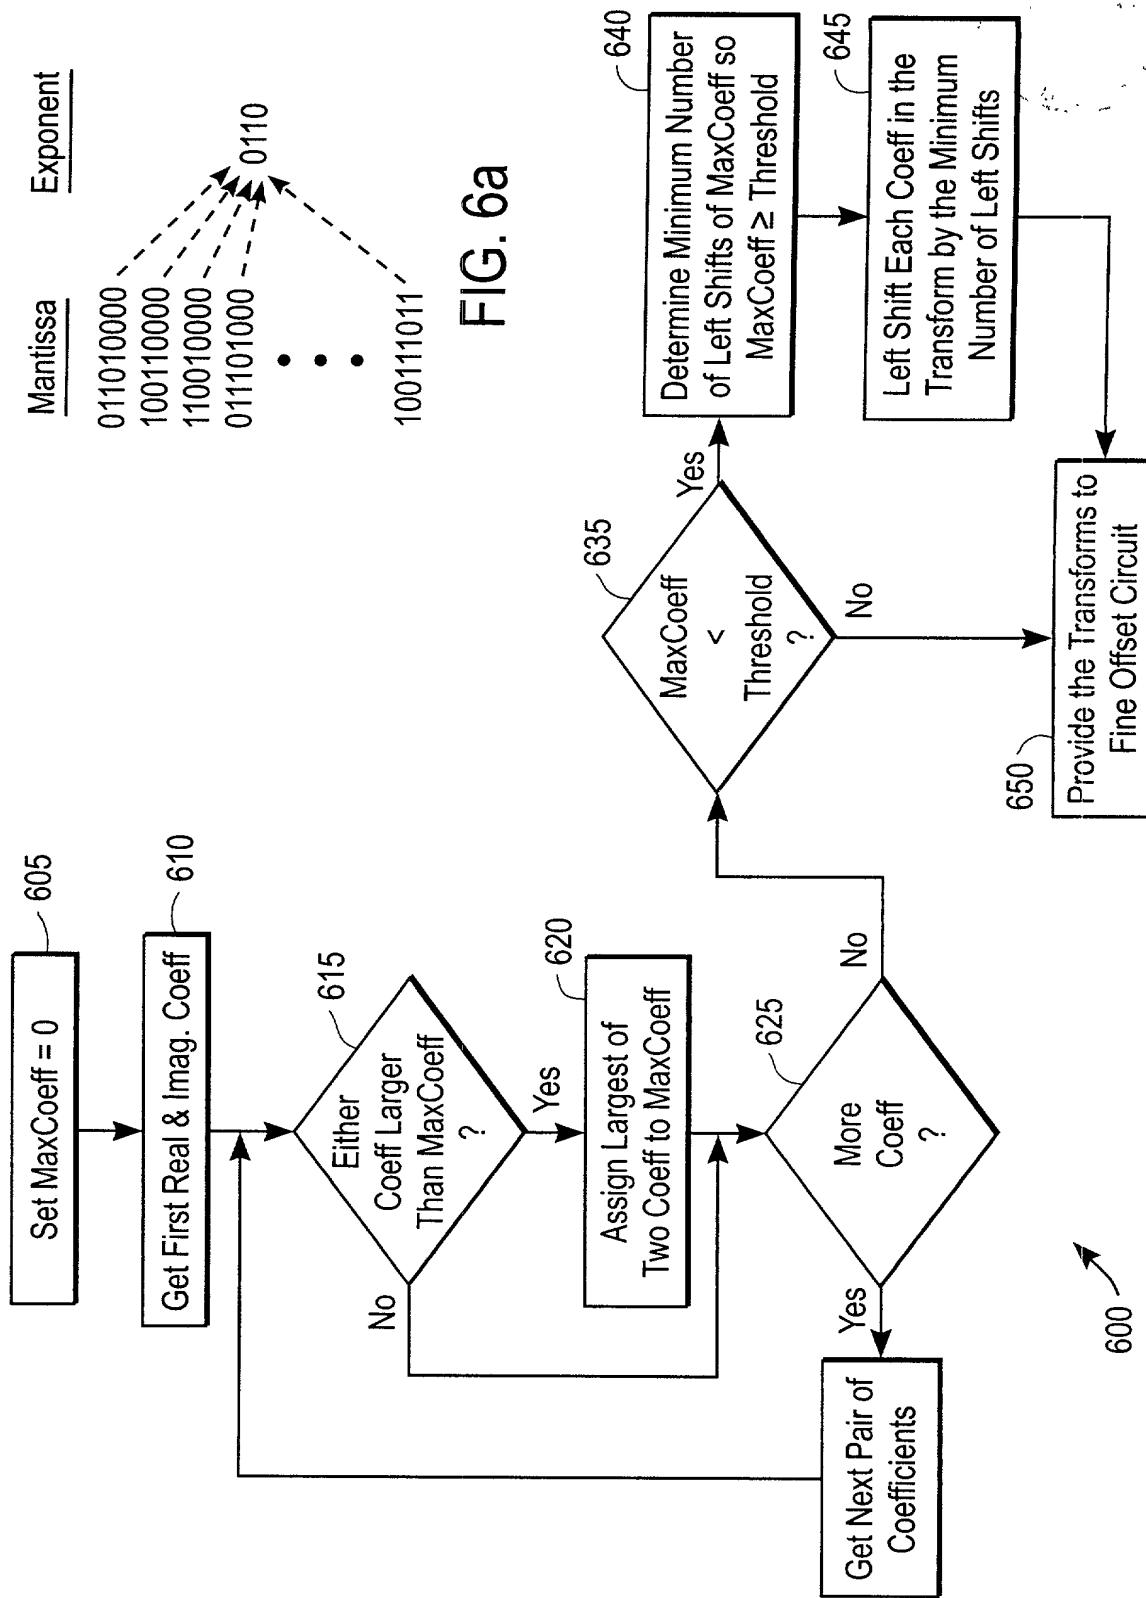 Mantissa
Exponent
011010000
100110000
110010000
011101000
100111011
0110
FIG. 6a
Set MaxCoeff = 0
605
Get First Real & Imag. Coeff
610
Either
Coeff Larger
Than MaxCoeff
?
615
Yes
No
Assign Largest of
Two Coeff to MaxCoeff
620
More
Coeff
?
625
Yes
No
Get Next Pair of
Coefficients
MaxCoeff
<
Threshold
?
635
Yes
No
Determine Minimum Number
of Left Shifts of MaxCoeff so
MaxCoeff ≥ Threshold
640
Left Shift Each Coeff in the
Transform by the Minimum
Number of Left Shifts
645
650
Provide the Transforms to
Fine Offset Circuit
600